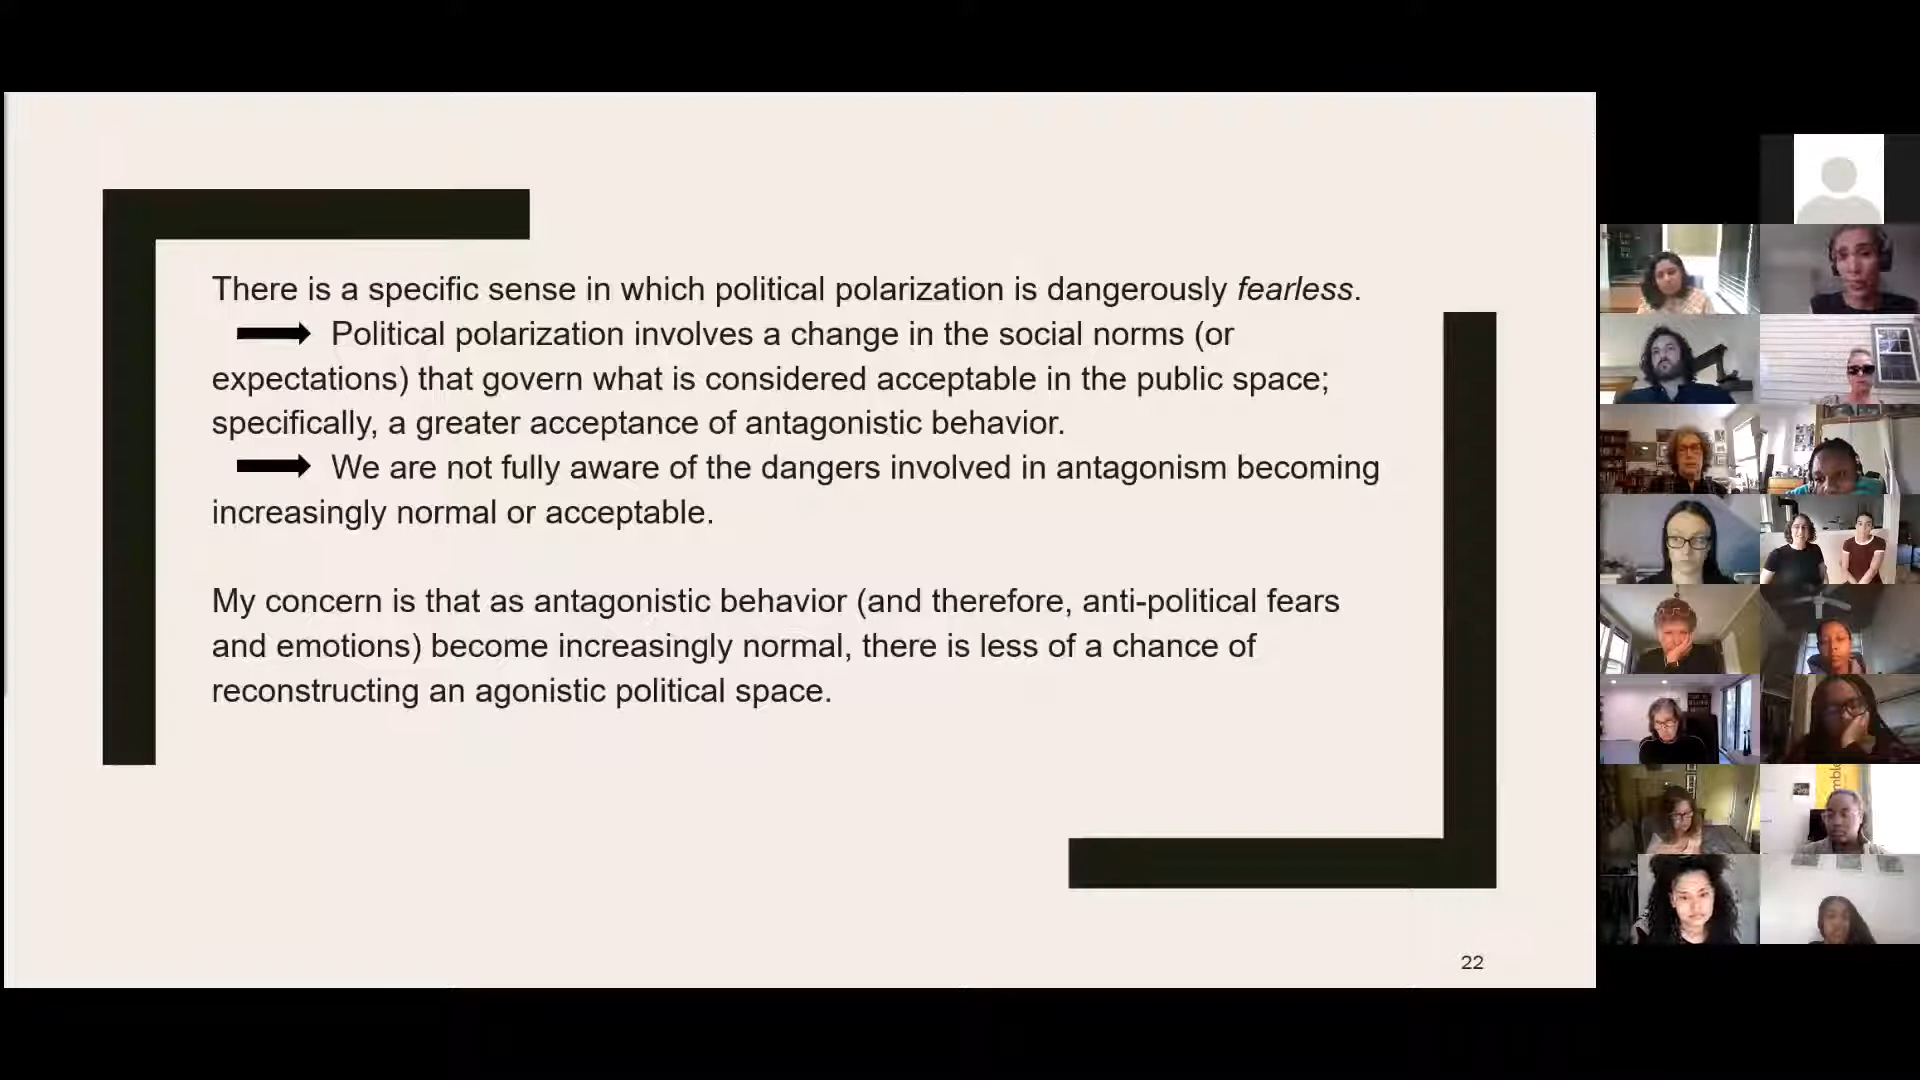 There is a specific sense in which political polarization is dangerously fearless.
Political polarization involves a change in the social norms (or
expectations) that govern what is considered acceptable in the public space;
specifically, a greater acceptance of antagonistic behavior.
We are not fully aware of the dangers involved in antagonism becoming
increasingly normal or acceptable.
My concern is that as antagonistic behavior (and therefore, anti-political fears
and emotions) become increasingly normal, there is less of a chance of
reconstructing an agonistic political space.
22